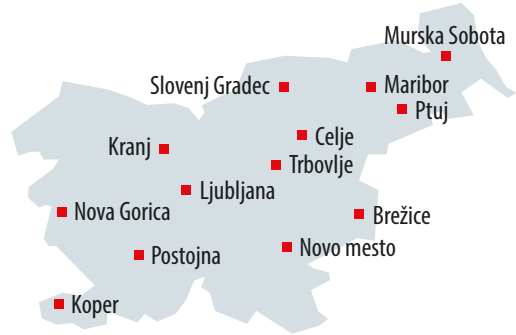 Murska Sobota
Slovenj Gradec
Maribor
Ptuj
Celje
Kranj
Trbovlje
Ljubljana
Nova Gorica
Brežice
Novo mesto
Postojna
Koper